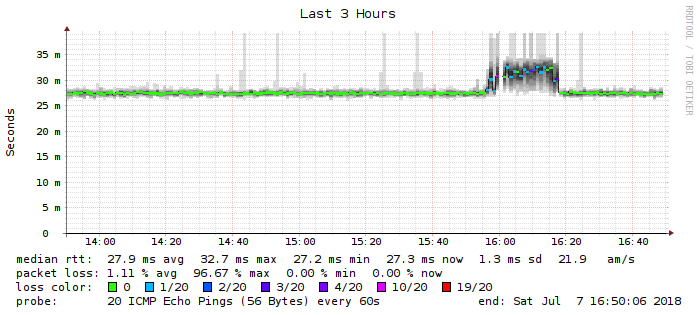 Last 3 Hours
RRDTOOL / TOBI OETIKER
Seconds
35 m
30 m
25 m
20 m
15 m
10 m
5 m
0
14:00 14:20 14:40 15:00 15:20 15:40 16:00 16:20 16:40
median rtt: 27.9 ms avg 32.7 ms max 27.2 ms min 27.3 ms now 1.3 ms sd 21.9 am/s
packet loss: 1.11 % avg 96.67 % max 0.00 % min 0.00 % now
loss color: 0 1/20 2/20 3/20 4/20 10/20 19/20
probe: 20 ICMP Echo Pings (56 Bytes) every 60s end: Sat Jul 7 16:50:06 2018